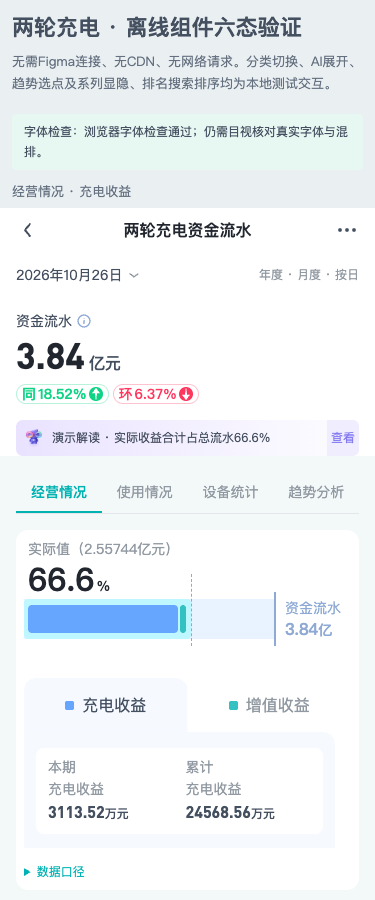 两轮充电 · 离线组件六态验证
无需Figma连接、无CDN、无网络请求。分类切换、AI展开、
趋势选点及系列显隐、排名搜索排序均为本地测试交互。
字体检查：浏览器字体检查通过；仍需目视核对真实字体与混
排。
经营情况 · 充电收益
两轮充电资金流水
2026年10月26日
年度 · 月度 · 按日
资金流水
3.84 亿元
同 18.52%
环 6.37%
演示解读 · 实际收益合计占总流水66.6%
查看
经营情况
使用情况
设备统计
趋势分析
实际值（2.55744亿元）
66.6 %
资金流水
3.84亿
充电收益
增值收益
本期
充电收益
3113.52万元
累计
充电收益
24568.56万元
数据口径